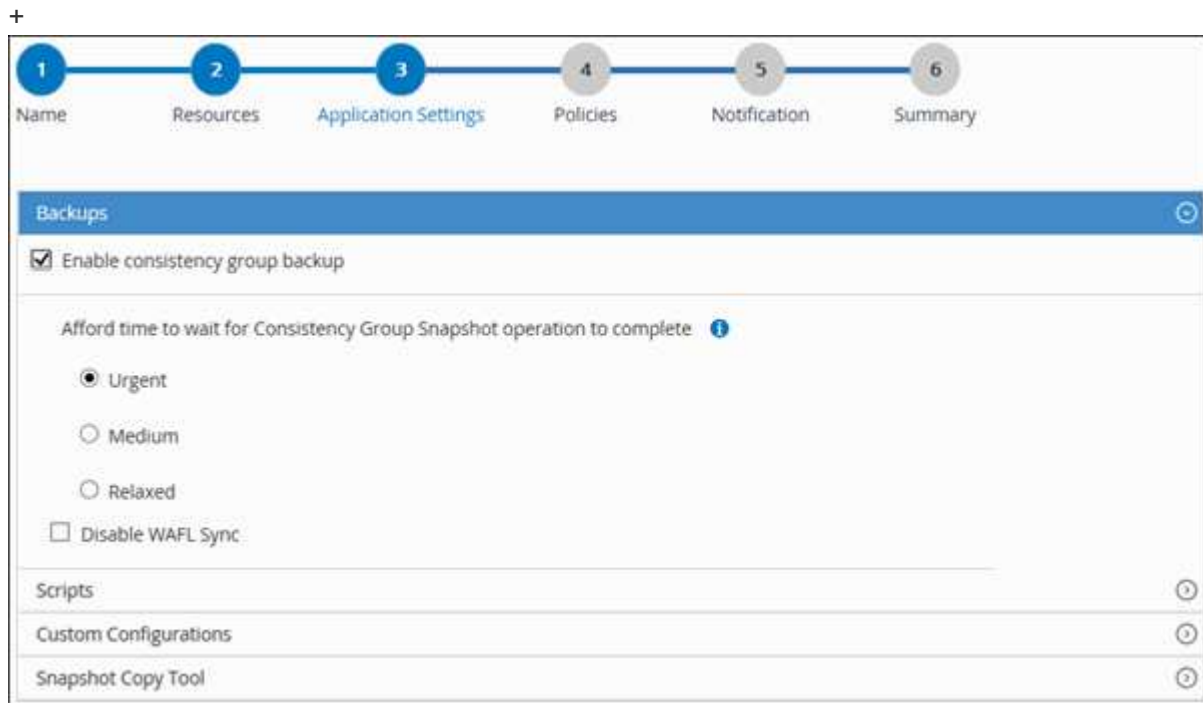 +
1 2 3 4 5 6
Name Resources Application Settings Policies Notification Summary
Backups
Enable consistency group backup
Afford time to wait for Consistency Group Snapshot operation to complete
Urgent
Medium
Relaxed
Disable WAFL Sync
Scripts
Custom Configurations
Snapshot Copy Tool